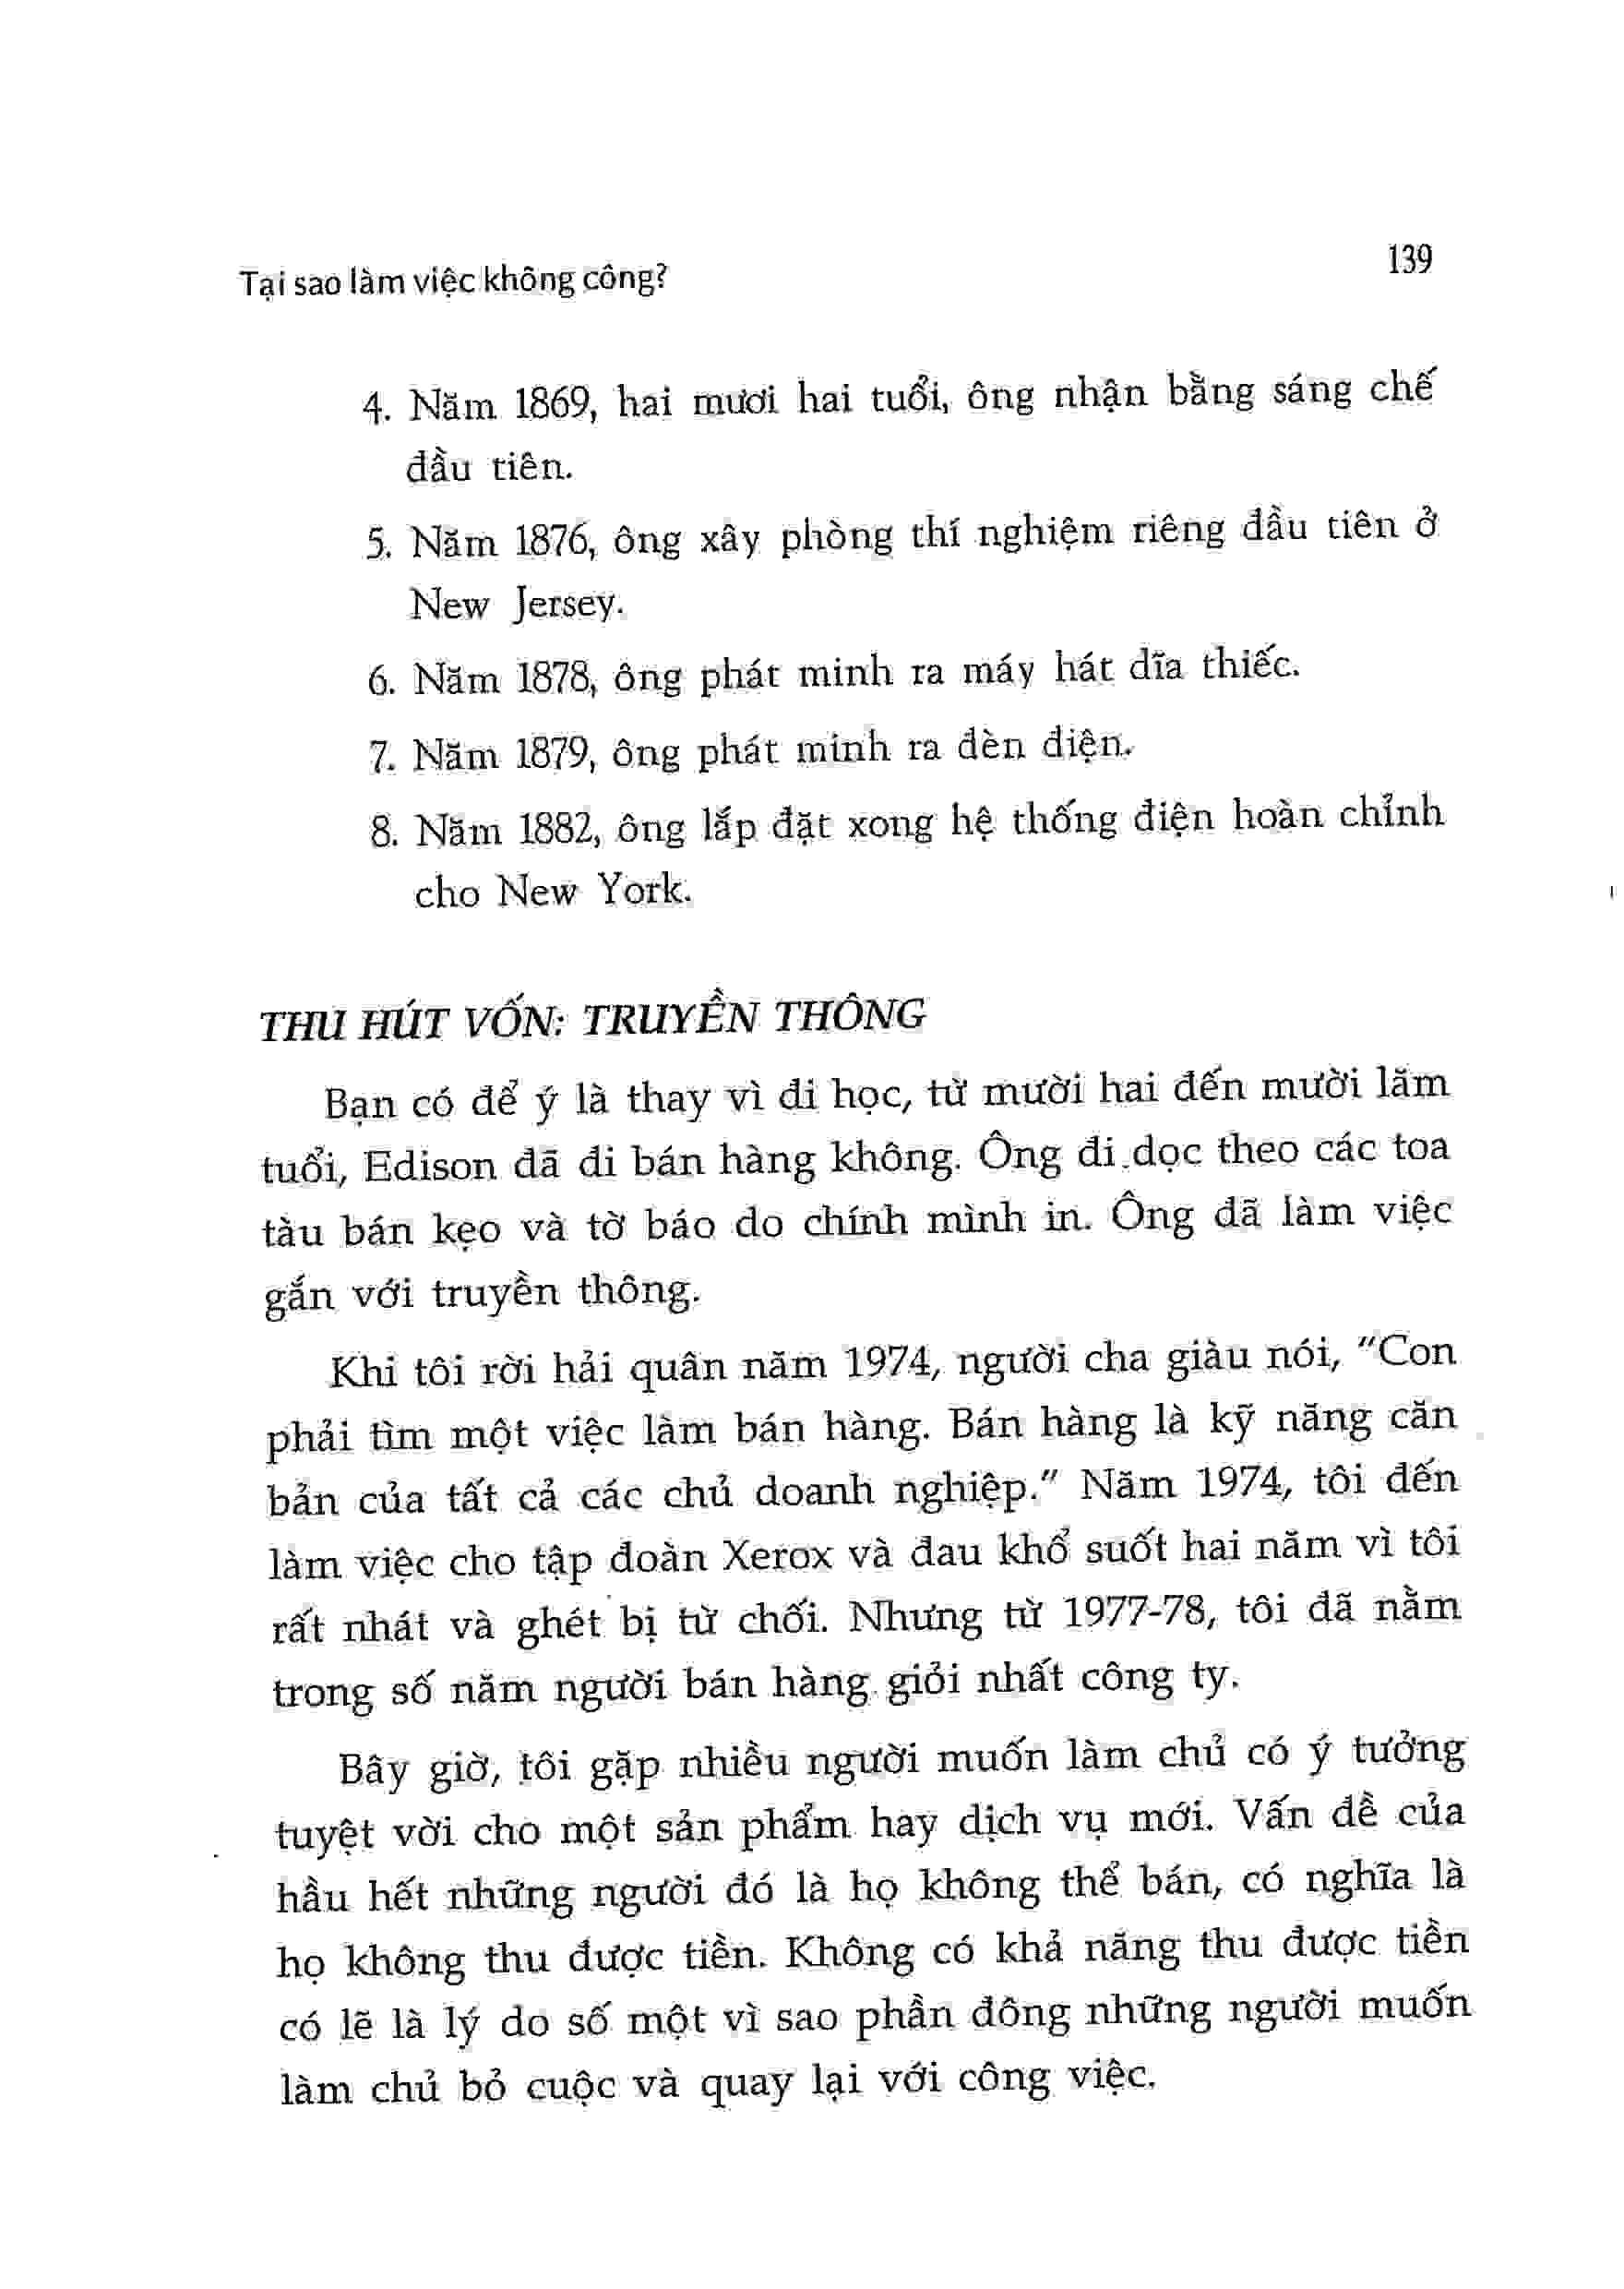 Tại sao làm việc không công?
139
4. Năm 1869, hai mươi hai tuổi, ông nhận bằng sáng chế
đầu tiên.
5. Năm 1876, ông xây phòng thí nghiệm riêng đầu tiên ở
New Jersey.
6. Năm 1878, ông phát minh ra máy hát dĩa thiếc.
7. Năm 1879, ông phát minh ra đèn điện.
8. Năm 1882, ông lắp đặt xong hệ thống điện hoàn chỉnh
cho New York.
THU HÚT VỐN: TRUYỀN THÔNG
Bạn có để ý là thay vì đi học, từ mười hai đến mười lăm
tuổi, Edison đã đi bán hàng không. Ông đi dọc theo các toa
tàu bán kẹo và tờ báo do chính mình in. Ông đã làm việc
gắn với truyền thông.
Khi tôi rời hải quân năm 1974, người cha giàu nói, "Con
phải tìm một việc làm bán hàng. Bán hàng là kỹ năng căn
bản của tất cả các chủ doanh nghiệp." Năm 1974, tôi đến
làm việc cho tập đoàn Xerox và đau khổ suốt hai năm vì tôi
rất nhát và ghét bị từ chối. Nhưng từ 1977-78, tôi đã nằm
trong số năm người bán hàng giỏi nhất công ty.
Bây giờ, tôi gặp nhiều người muốn làm chủ có ý tưởng
tuyệt vời cho một sản phẩm hay dịch vụ mới. Vấn đề của
hầu hết những người đó là họ không thể bán, có nghĩa là
họ không thu được tiền. Không có khả năng thu được tiền
có lẽ là lý do số một vì sao phần đông những người muốn
làm chủ bỏ cuộc và quay lại với công việc.